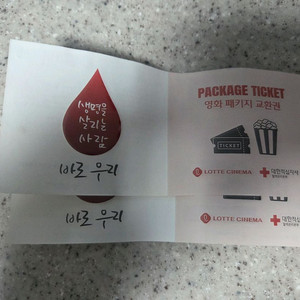 생명을
살리는
사람
바로 우리
PACKAGE TICKET
영화 패키지 교환권
TICKET
LOTTE CINEMA
대한적십자사
바로 우리
LOTTE CINEMA
대한적십자사